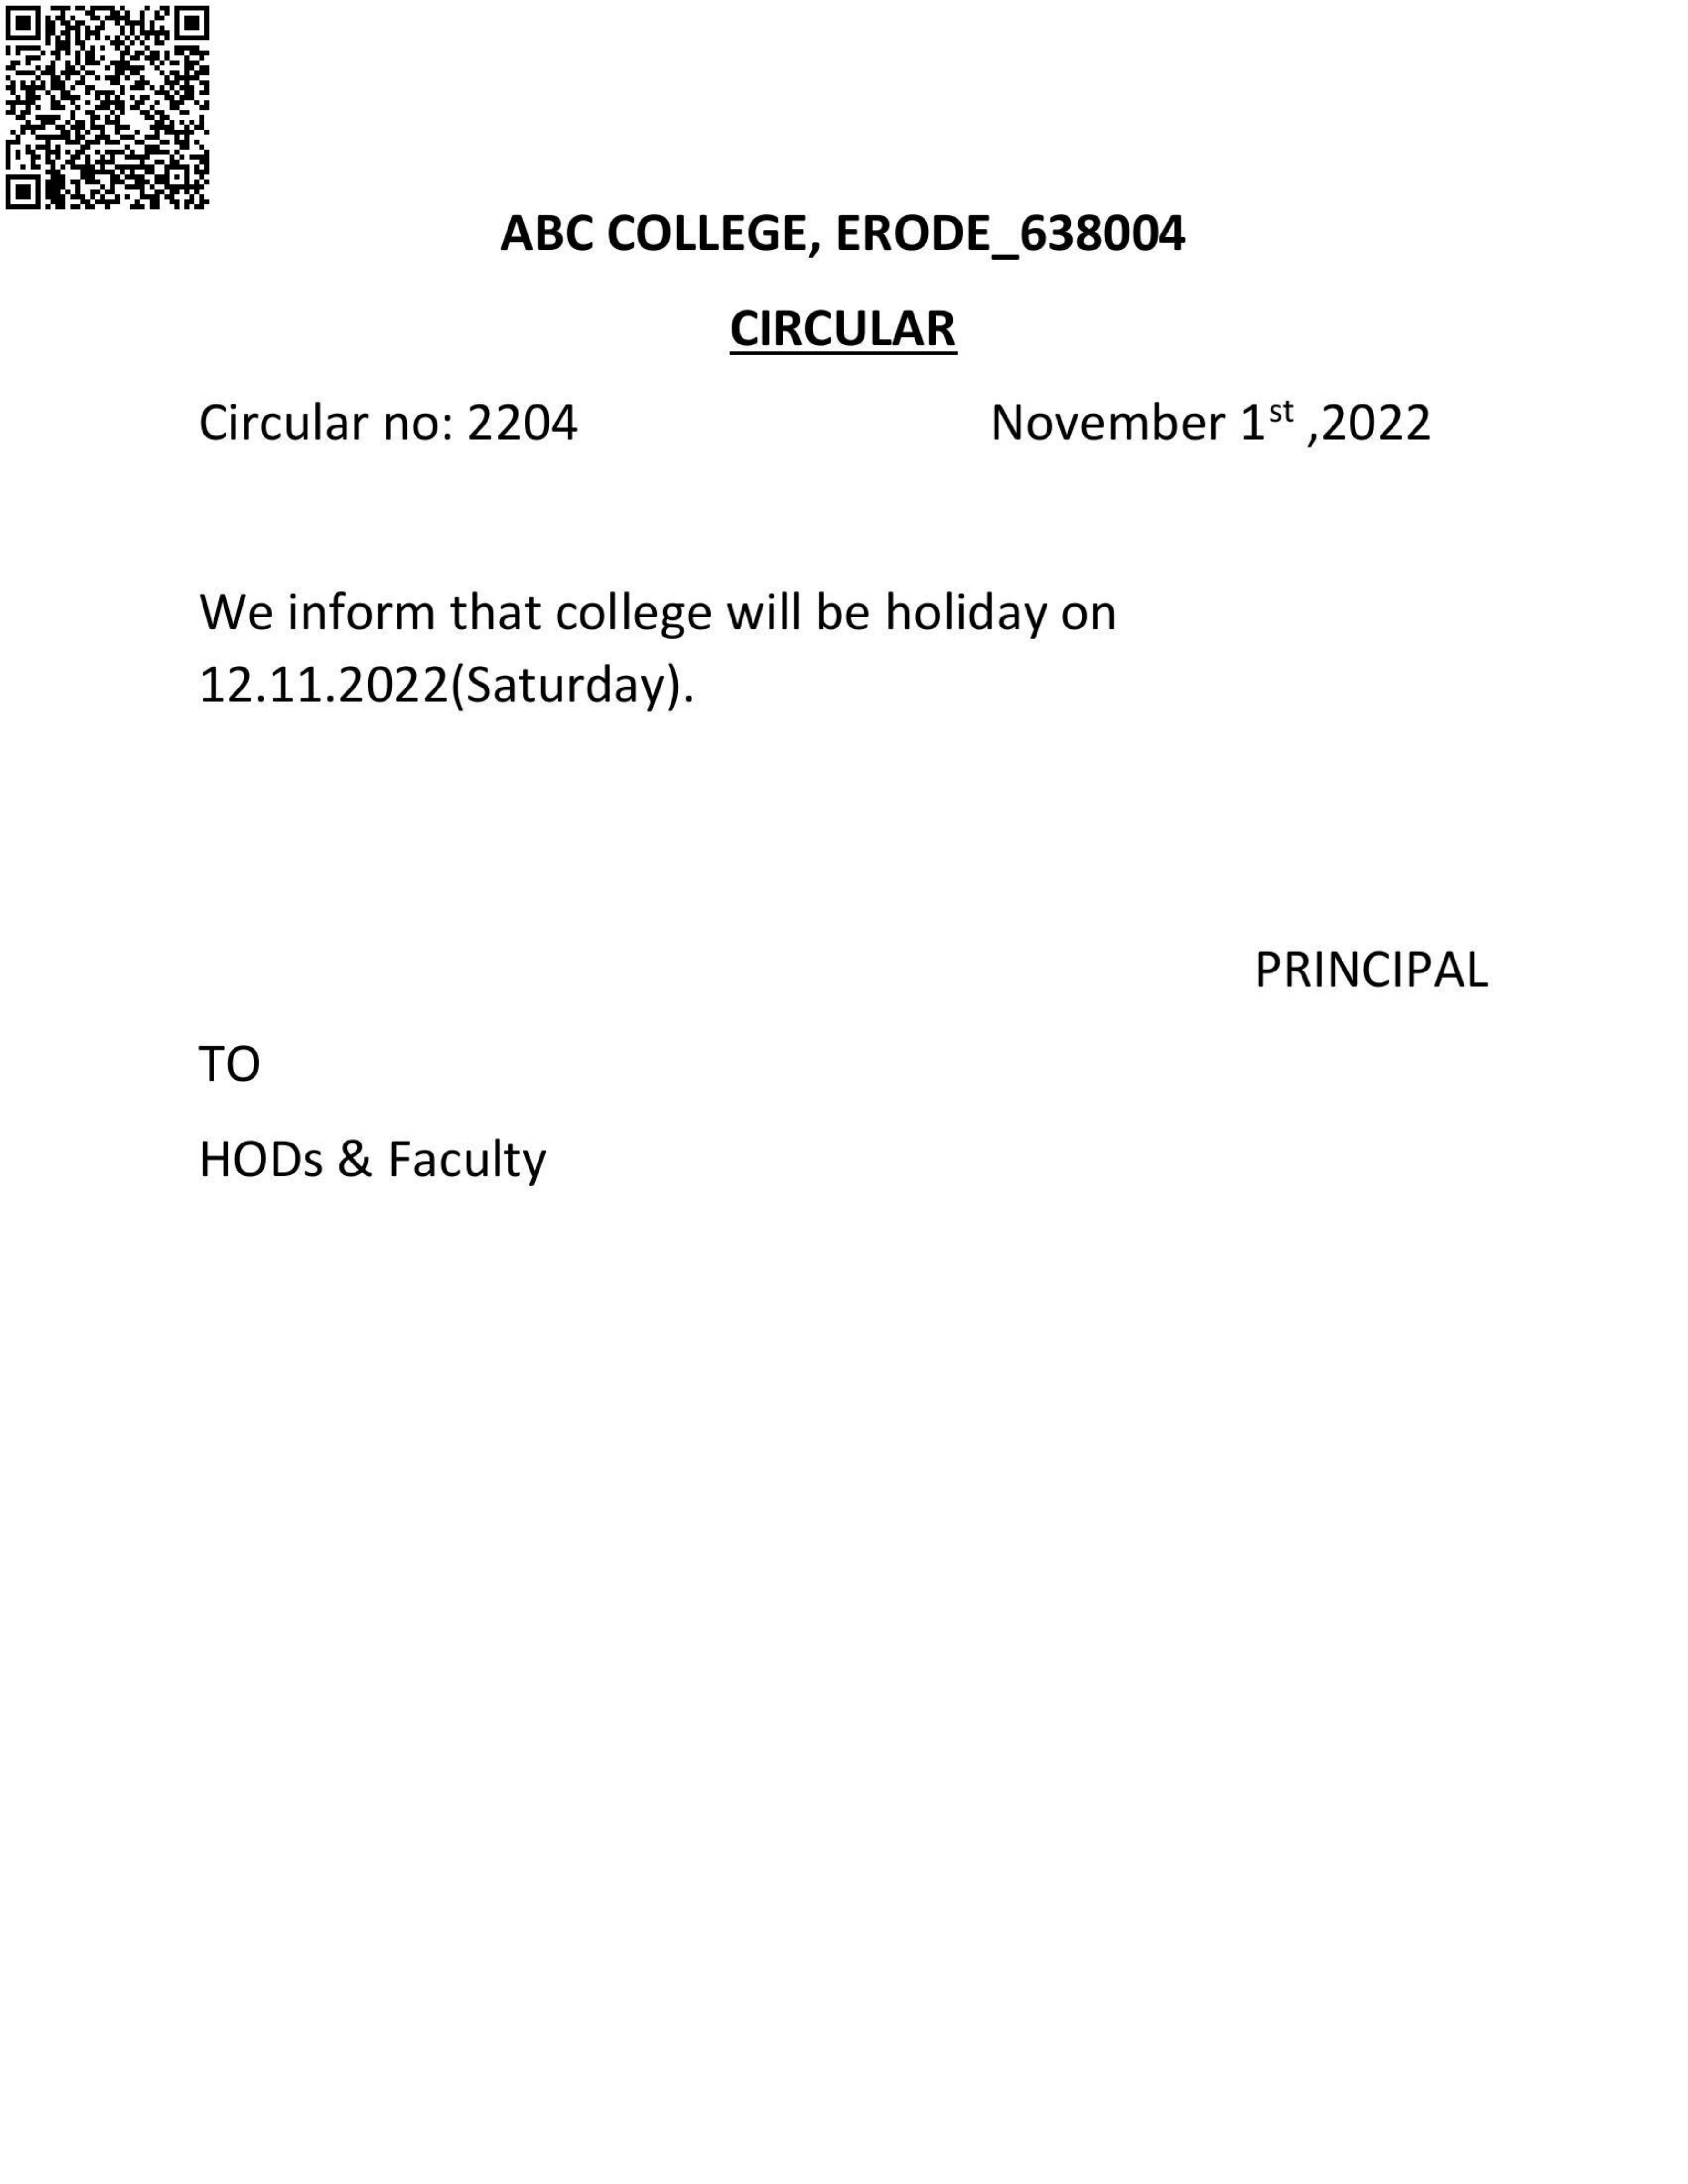 ABC COLLEGE, ERODE_638004
CIRCULAR
Circular no: 2204 November 1st ,2022
We inform that college will be holiday on
12.11.2022(Saturday).
PRINCIPAL
TO
HODs & Faculty